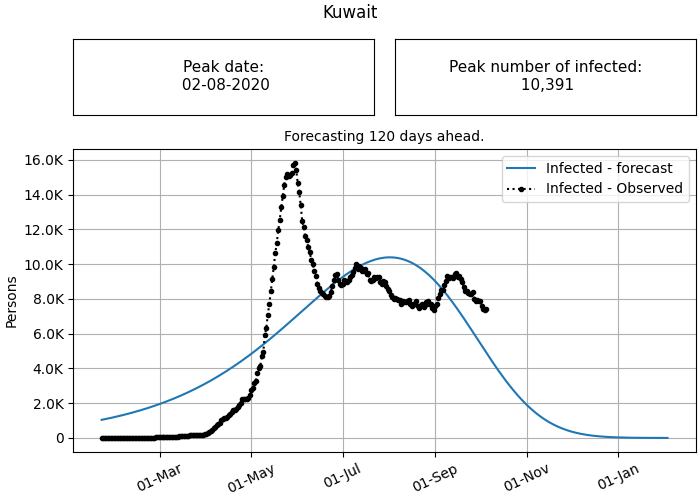 Kuwait
Peak date:
02-08-2020
Peak number of infected:
10,391
Forecasting 120 days ahead.
Infected - forecast
Infected - Observed
Persons
16.0K
14.0K
12.0K
10.0K
8.0K
6.0K
4.0K
2.0K
0
01-Mar
01-May
01-Jul
01-Sep
01-Nov
01-Jan